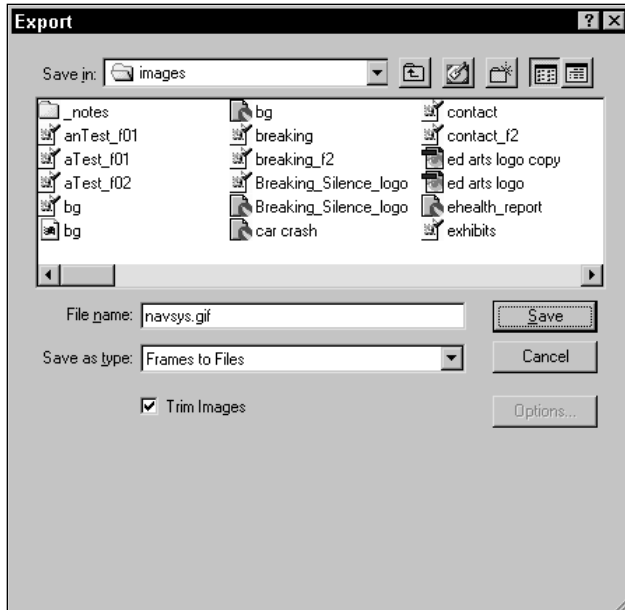 Export
Save in: images
_notes bg contact
anTest_f01 breaking contact_f2
aTest_f01 breaking_f2 ed arts logo copy
aTest_f02 Breaking_Silence_logo ed arts logo
bg Breaking_Silence_logo ehealth_report
bg car crash exhibits
File name: navsys.gif Save
Save as type: Frames to Files Cancel
Trim Images Options...